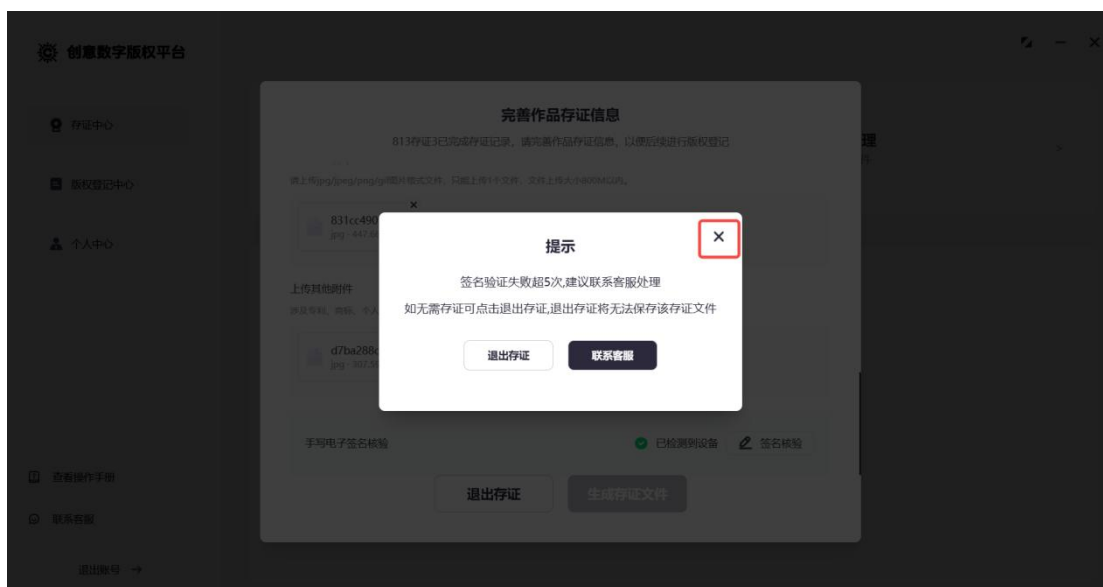 创意数字版权平台
存证中心
版权登记中心
个人中心
查看操作手册
联系客服
退出账号 →
完善作品存证信息
813存证3已完成存证记录，请完善作品存证信息，以便后续进行版权登记
请上传jpg/jpeg/png/gif图片格式文件，只能上传1个文件，文件上传大小800M以内。
831cc490
上传其他附件
d7ba288c
提示
签名验证失败超5次,建议联系客服处理
如无需存证可点击退出存证,退出存证将无法保存该存证文件
退出存证
联系客服
手写电子签名核验
已检测到设备
签名核验
退出存证
生成存证文件
理